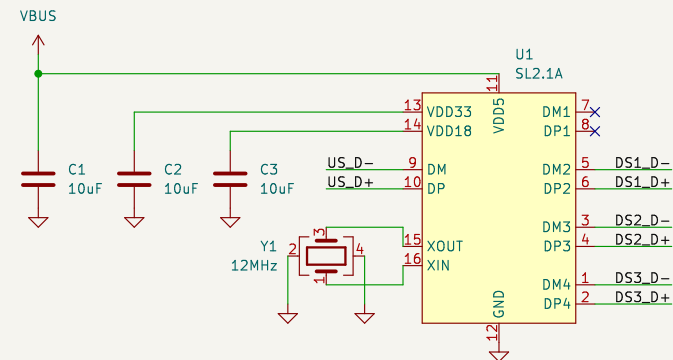 VBUS
U1
SL2.1A
11
VDD5
13 VDD33 DM1 7
14 VDD18 DP1 8
C1 C2 C3
10uF 10uF 10uF
US_D- 9 DM DM2 5 DS1_D-
US_D+ 10 DP DP2 6 DS1_D+
DM3 3 DS2_D-
Y1 2 3 4 15 XOUT DP3 4 DS2_D+
12MHz 1 16 XIN
DM4 1 DS3_D-
GND DP4 2 DS3_D+
12